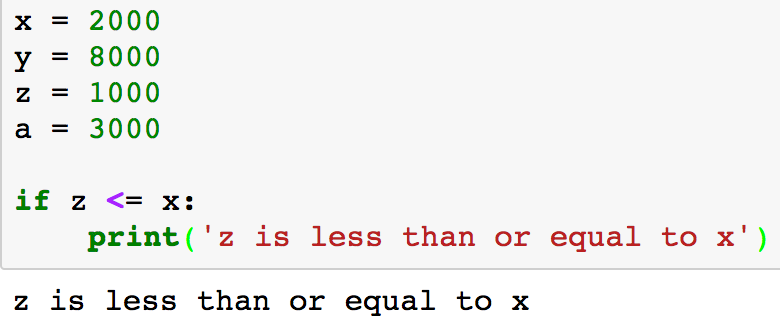 x = 2000
y = 8000
z = 1000
a = 3000
if z <= x:
    print('z is less than or equal to x')
z is less than or equal to x